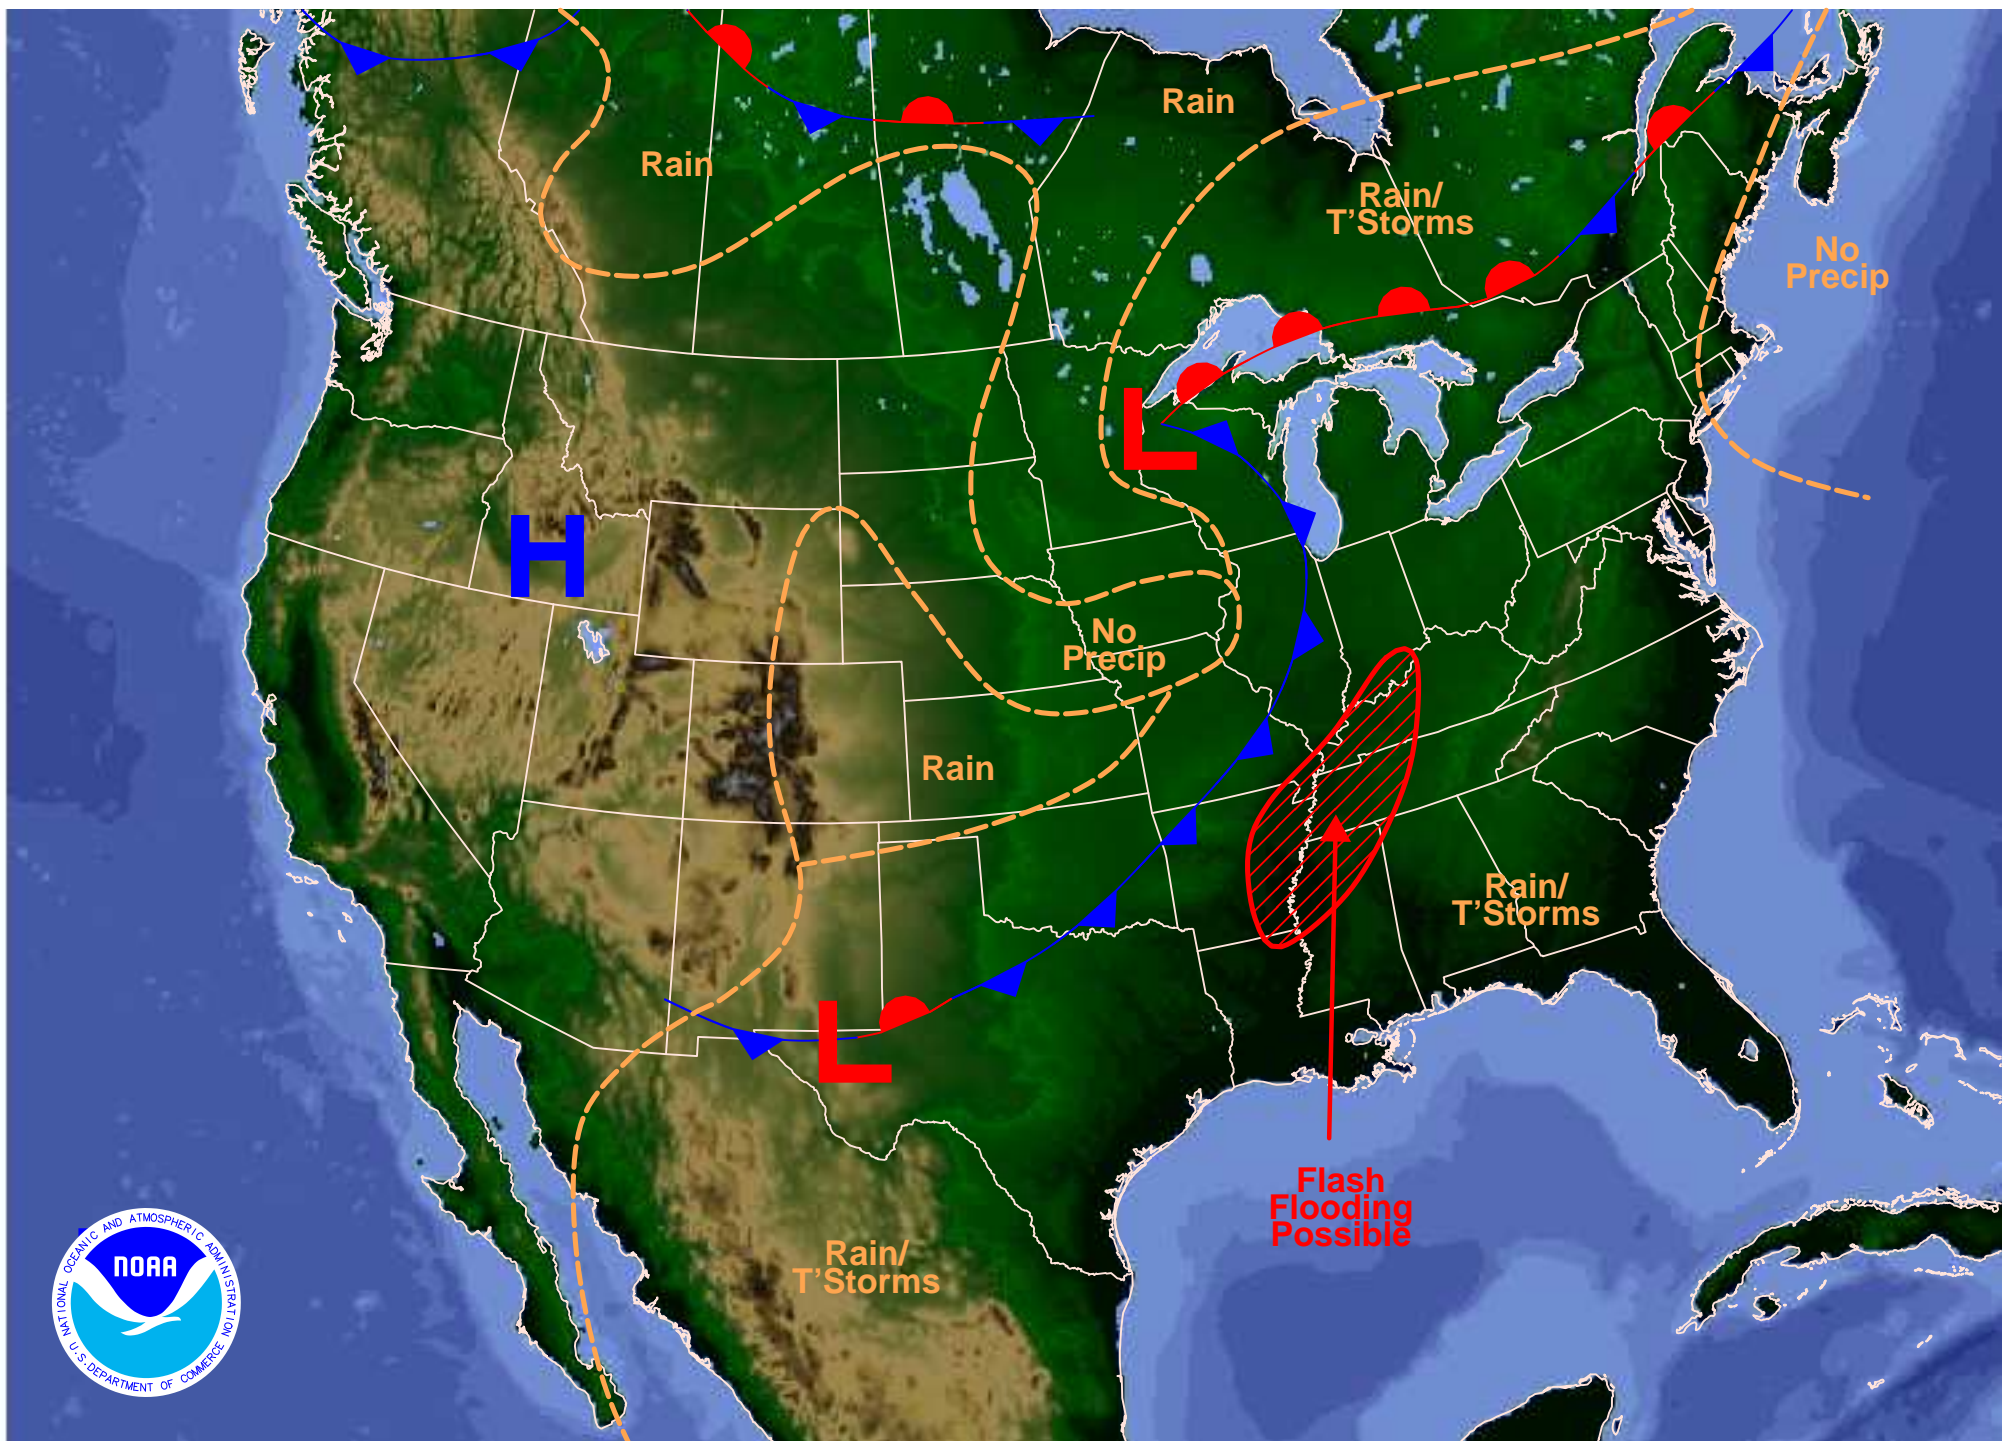 Rain
Rain
Rain/
T'Storms
No
Precip
L
H
No
Precip
Rain
Rain/
T'Storms
L
Flash
Flooding
Possible
Rain/
T'Storms
NATIONAL OCEANIC AND ATMOSPHERIC ADMINISTRATION
NOAA
U.S. DEPARTMENT OF COMMERCE